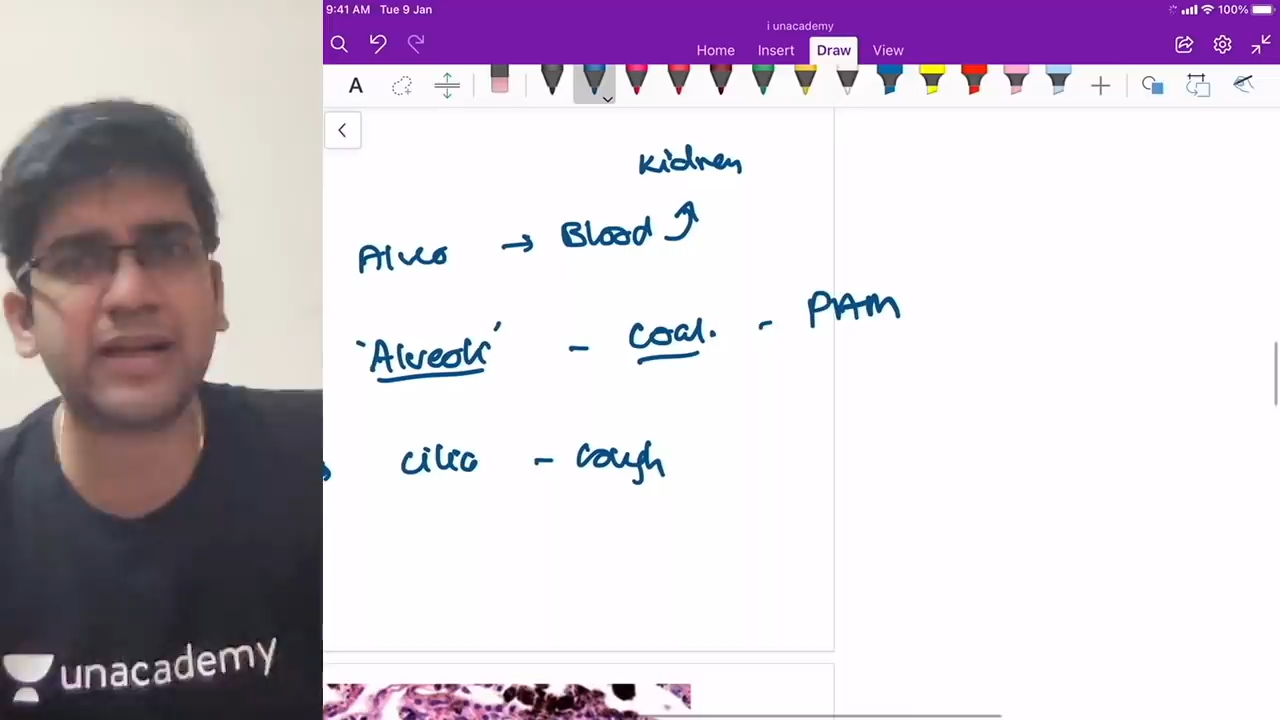 9:41 AM Tue 9 Jan
100%
i unacademy
Home Insert Draw View
A
Kidney
Alveo → Blood
'Alveoli' - Coal. - PAM
cilia - cough
unacademy